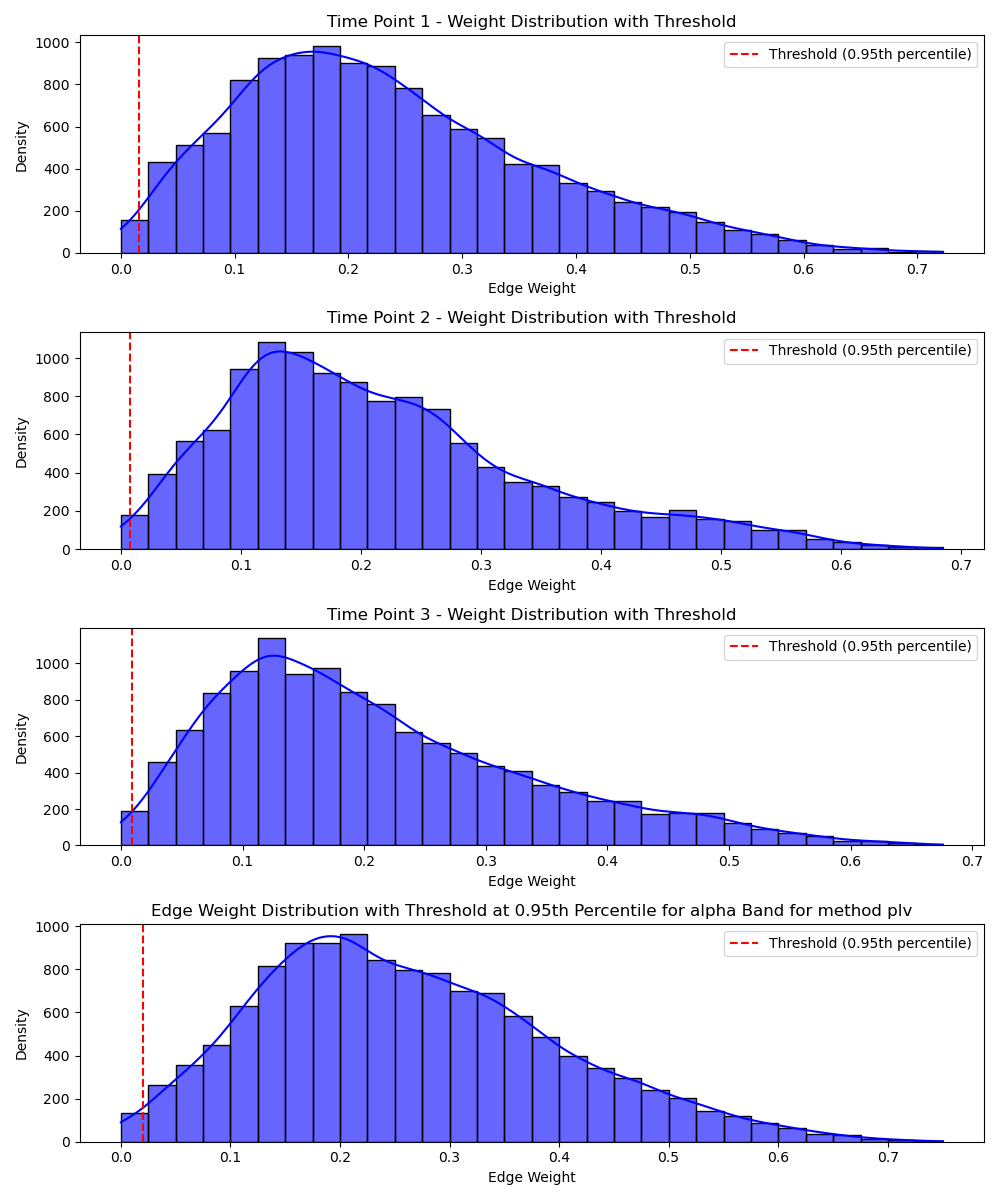 Time Point 1 - Weight Distribution with Threshold
Threshold (0.95th percentile)
Density
1000
800
600
400
200
0
0.0 0.1 0.2 0.3 0.4 0.5 0.6 0.7
Edge Weight
Time Point 2 - Weight Distribution with Threshold
Threshold (0.95th percentile)
Density
1000
800
600
400
200
0
0.0 0.1 0.2 0.3 0.4 0.5 0.6 0.7
Edge Weight
Time Point 3 - Weight Distribution with Threshold
Threshold (0.95th percentile)
Density
1000
800
600
400
200
0
0.0 0.1 0.2 0.3 0.4 0.5 0.6 0.7
Edge Weight
Edge Weight Distribution with Threshold at 0.95th Percentile for alpha Band for method plv
Threshold (0.95th percentile)
Density
1000
800
600
400
200
0
0.0 0.1 0.2 0.3 0.4 0.5 0.6 0.7
Edge Weight